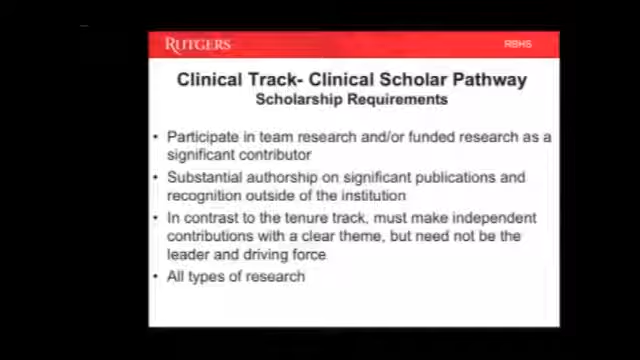 RUTGERS
RBHS
Clinical Track- Clinical Scholar Pathway
Scholarship Requirements
• Participate in team research and/or funded research as a
significant contributor
• Substantial authorship on significant publications and
recognition outside of the institution
• In contrast to the tenure track, must make independent
contributions with a clear theme, but need not be the
leader and driving force
• All types of research